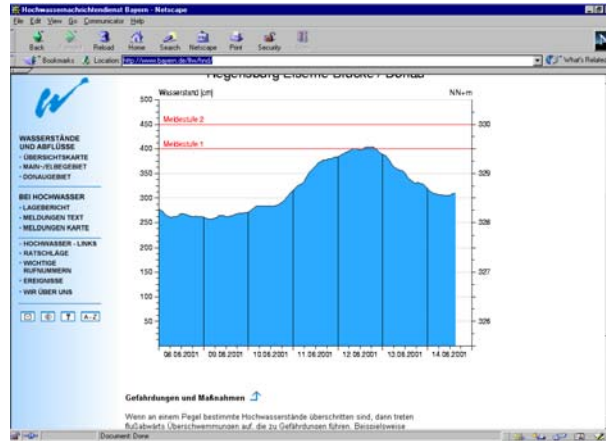 Hochwassernachrichtendienst Bayern - Netscape
File Edit View Go Communicator Help
Back Reload Home Search Netscape Print Security
Bookmarks Location: http://www.bayern.de/lfw/hnd/ What's Related
Regensburg Eiserne Brücke / Donau
Wasserstand [cm] NN+m
500
450 Meldestufe 2 330
400 Meldestufe 1
350 329
300
250 328
200
150 327
100
50 326
08.06.2001 09.06.2001 10.06.2001 11.06.2001 12.06.2001 13.06.2001 14.06.2001
WASSERSTÄNDE
UND ABFLÜSSE
- ÜBERSICHTSKARTE
- MAIN-/ELBEGEBIET
- DONAUGEBIET
BEI HOCHWASSER
- LAGEBERICHT
- MELDUNGEN TEXT
- MELDUNGEN KARTE
- HOCHWASSER - LINKS
- RATSCHLÄGE
- WICHTIGE
RUFNUMMERN
- EREIGNISSE
- WIR ÜBER UNS
? A-Z
Gefährdungen und Maßnahmen
Wenn an einem Pegel bestimmte Hochwasserstände überschritten sind, dann treten
flußabwärts Überschwemmungen auf, die zu Gefährdungen führen. Beispielsweise
Document: Done